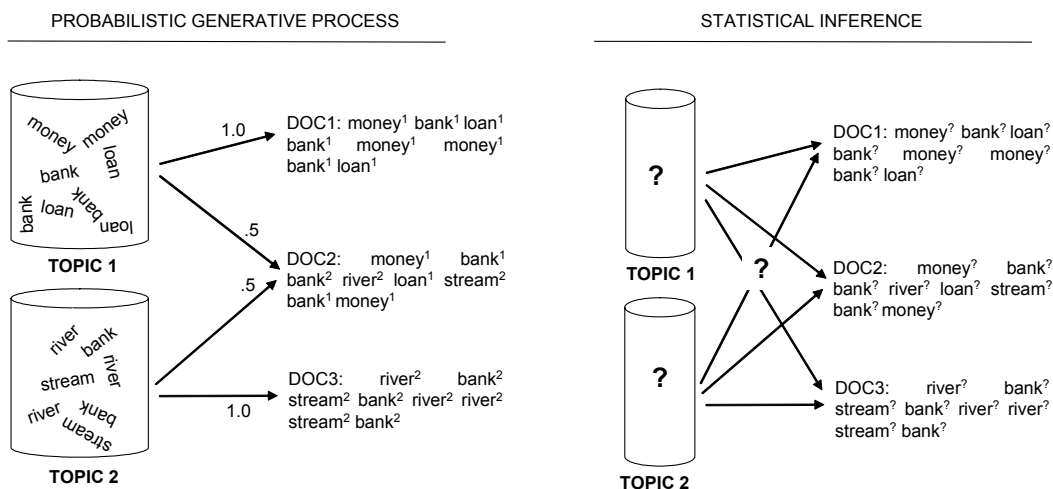 PROBABILISTIC GENERATIVE PROCESS
money
money
loan
bank
bank
loan
bank
loan
TOPIC 1
river
bank
river
stream
river
bank
stream
TOPIC 2
1.0
.5
.5
1.0
DOC1: money¹ bank¹ loan¹
bank¹ money¹ money¹
bank¹ loan¹
DOC2: money¹ bank¹
bank² river² loan¹ stream²
bank¹ money¹
DOC3: river² bank²
stream² bank² river² river²
stream² bank²
STATISTICAL INFERENCE
?
TOPIC 1
?
TOPIC 2
?
DOC1: money? bank? loan?
bank? money? money?
bank? loan?
DOC2: money? bank?
bank? river? loan? stream?
bank? money?
DOC3: river? bank?
stream? bank? river? river?
stream? bank?